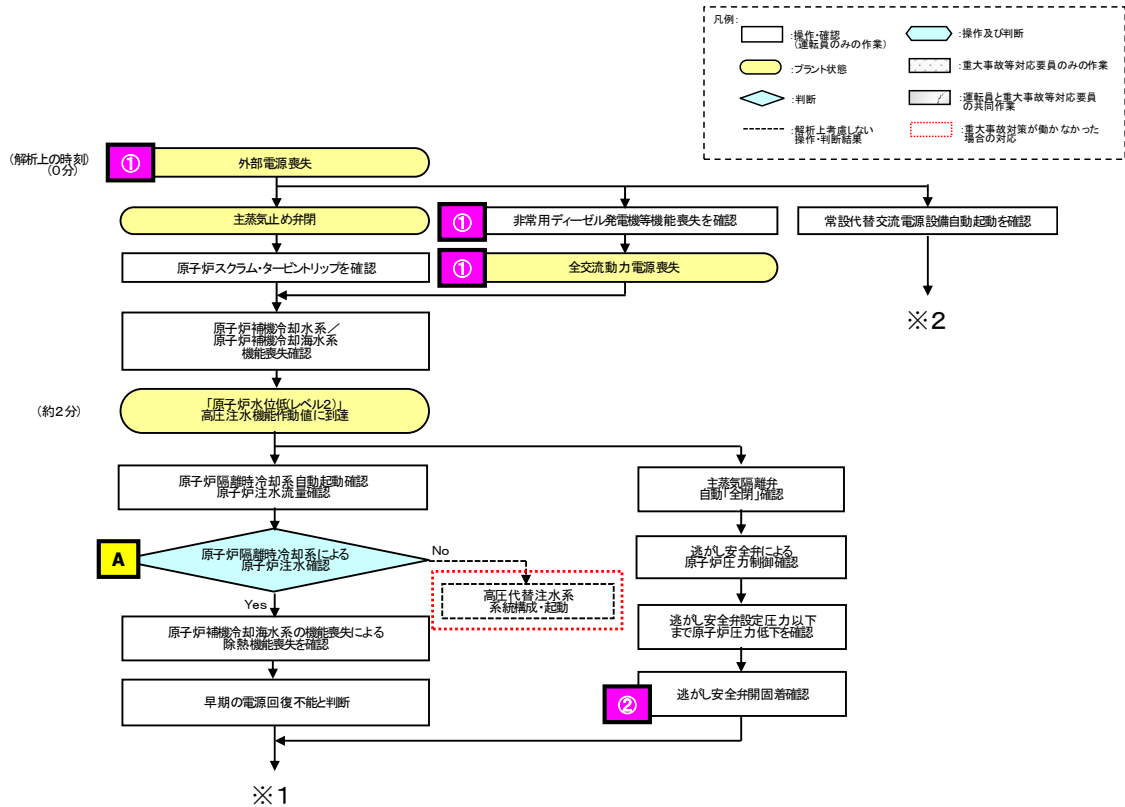 凡例:
:操作・確認
(運転員のみの作業)
:操作及び判断
:プラント状態
:重大事故等対応要員のみの作業
:判断
:運転員と重大事故等対応要員
の共同作業
:解析上考慮しない
操作・判断結果
:重大事故対策が働かなかった
場合の対応
(解析上の時刻)
(0分)
①
外部電源喪失
主蒸気止め弁閉
①
非常用ディーゼル発電機等機能喪失を確認
常設代替交流電源設備自動起動を確認
原子炉スクラム・タービントリップを確認
①
全交流動力電源喪失
※2
原子炉補機冷却水系/
原子炉補機冷却海水系
機能喪失確認
(約2分)
「原子炉水位低(レベル2)」
高圧注水機能作動値に到達
原子炉隔離時冷却系自動起動確認
原子炉注水流量確認
主蒸気隔離弁
自動「全閉」確認
A
原子炉隔離時冷却系による
原子炉注水確認
No
逃がし安全弁による
原子炉圧力制御確認
高圧代替注水系
系統構成・起動
Yes
原子炉補機冷却海水系の機能喪失による
除熱機能喪失を確認
逃がし安全弁設定圧力以下
まで原子炉圧力低下を確認
早期の電源回復不能と判断
②
逃がし安全弁開固着確認
※1